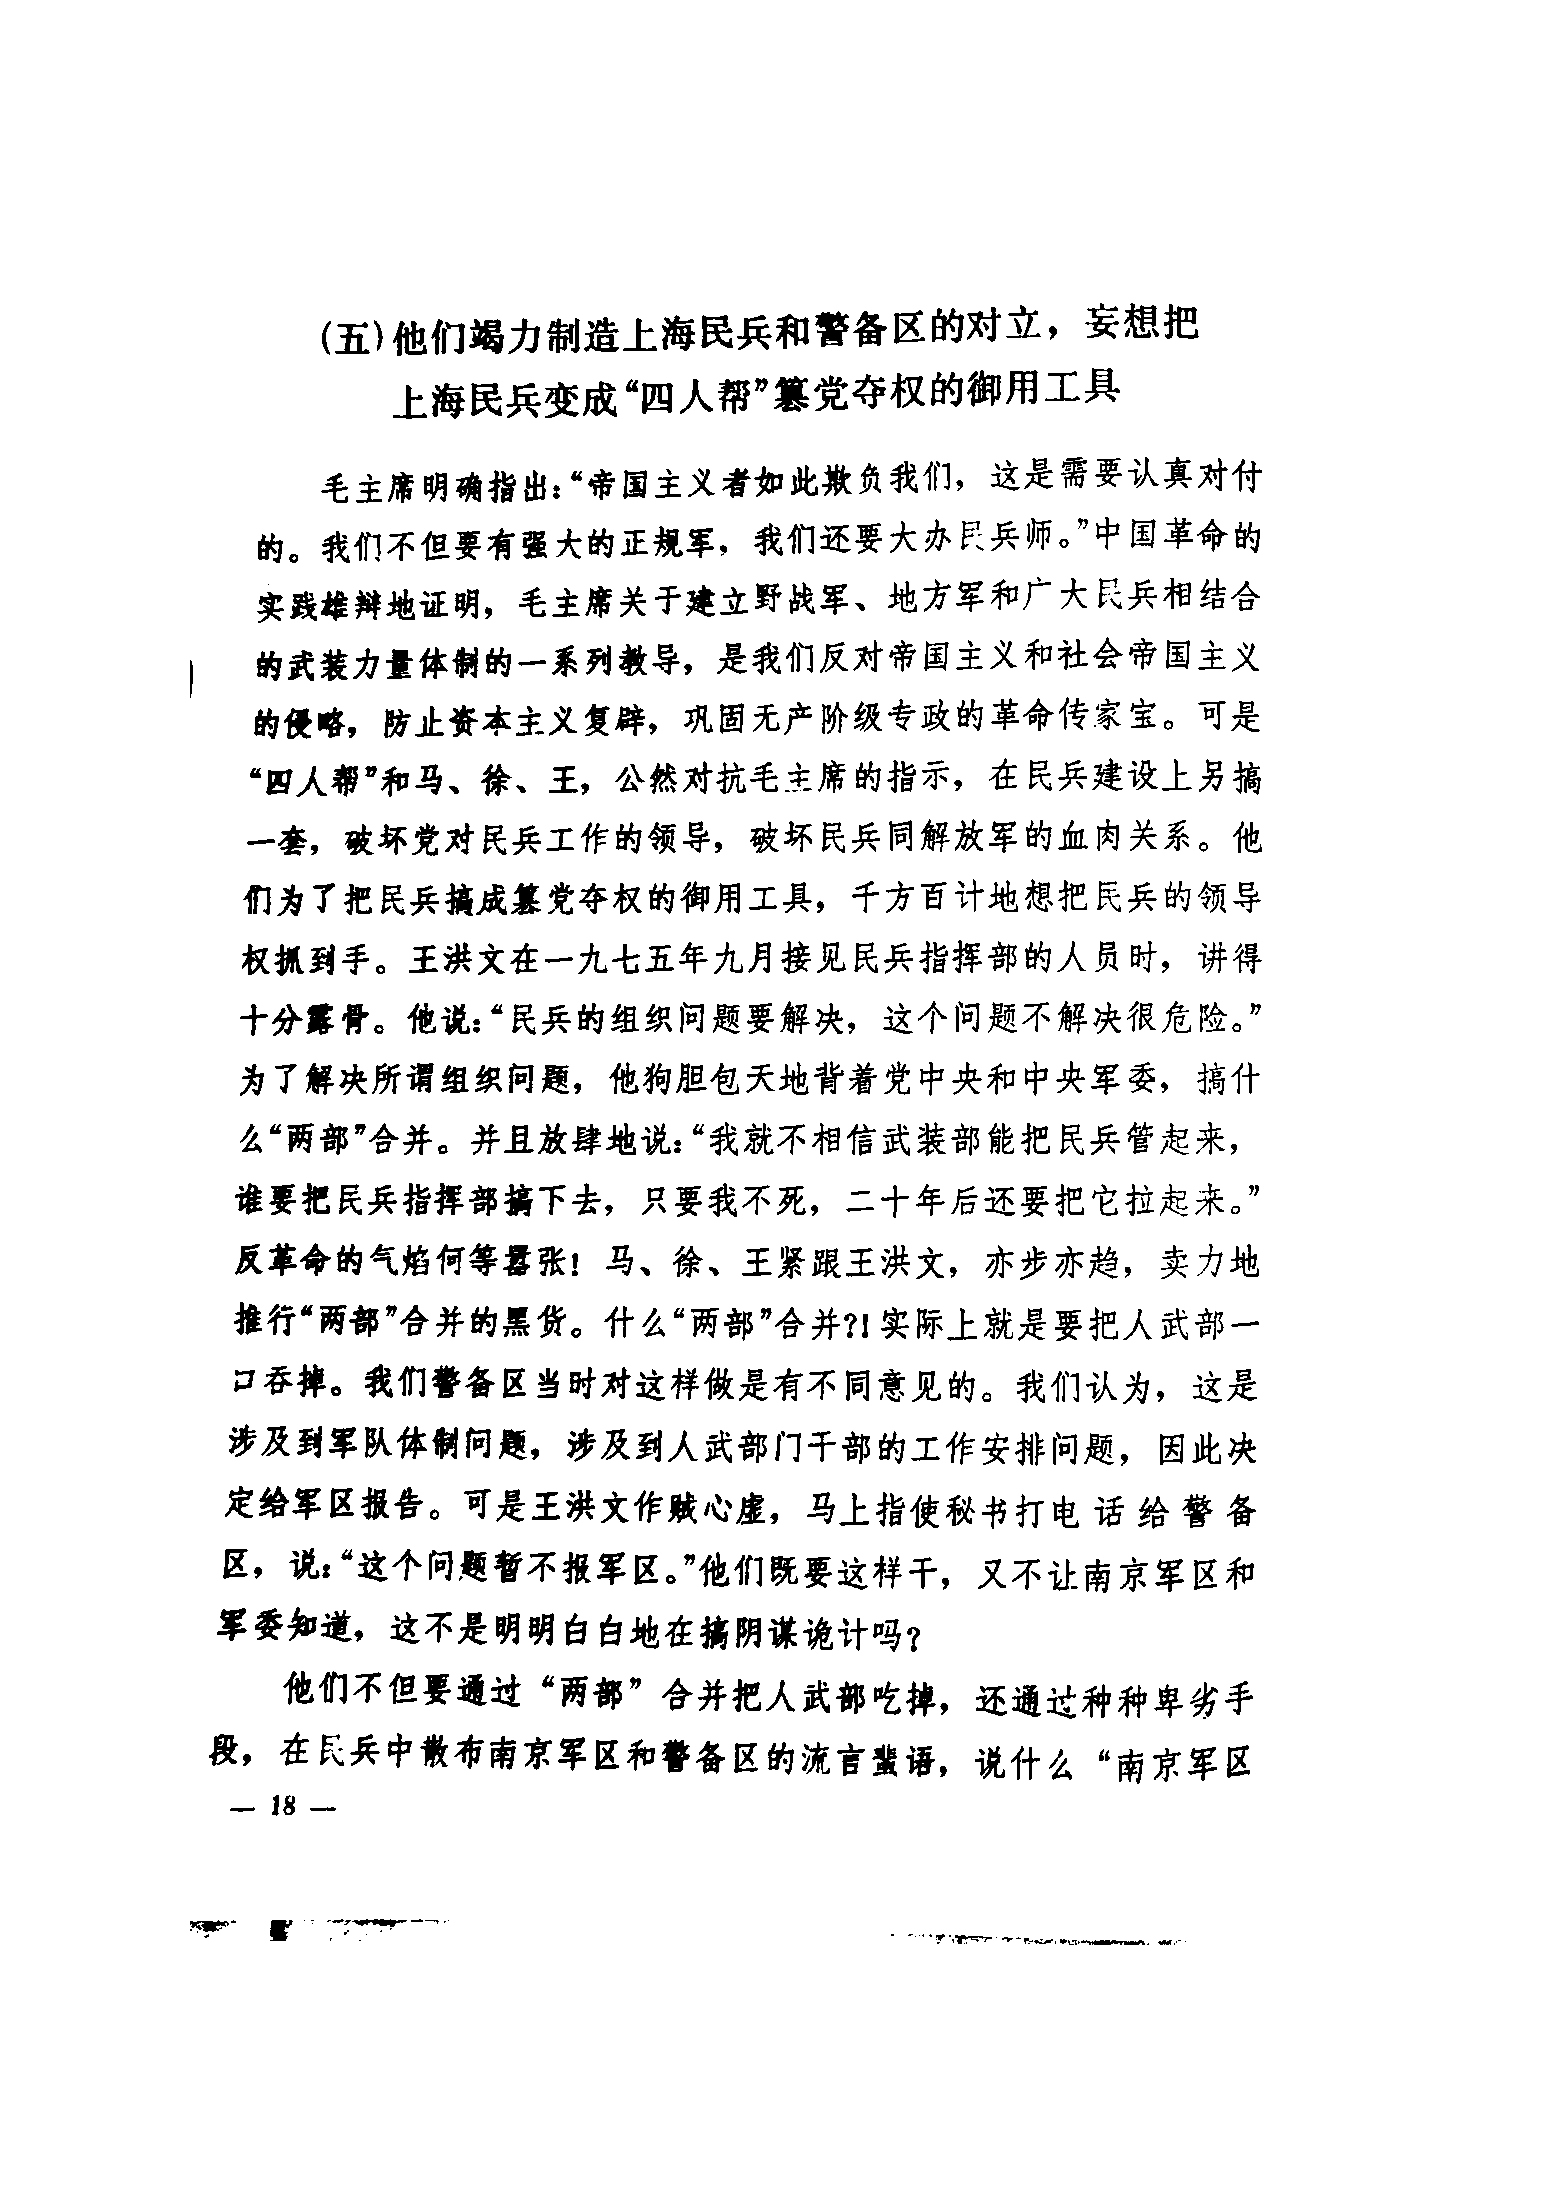 (五)他们竭力制造上海民兵和警备区的对立，妄想把
上海民兵变成“四人帮”篡党夺权的御用工具
毛主席明确指出：“帝国主义者如此欺负我们，这是需要认真对付
的。我们不但要有强大的正规军，我们还要大办民兵师。”中国革命的
实践雄辩地证明，毛主席关于建立野战军、地方军和广大民兵相结合
的武装力量体制的一系列教导，是我们反对帝国主义和社会帝国主义
的侵略，防止资本主义复辟，巩固无产阶级专政的革命传家宝。可是
“四人帮”和马、徐、王，公然对抗毛主席的指示，在民兵建设上另搞
一套，破坏党对民兵工作的领导，破坏民兵同解放军的血肉关系。他
们为了把民兵搞成篡党夺权的御用工具，千方百计地想把民兵的领导
权抓到手。王洪文在一九七五年九月接见民兵指挥部的人员时，讲得
十分露骨。他说：“民兵的组织问题要解决，这个问题不解决很危险。”
为了解决所谓组织问题，他狗胆包天地背着党中央和中央军委，搞什
么“两部”合并。并且放肆地说：“我就不相信武装部能把民兵管起来，
谁要把民兵指挥部搞下去，只要我不死，二十年后还要把它拉起来。”
反革命的气焰何等嚣张！马、徐、王紧跟王洪文，亦步亦趋，卖力地
推行“两部”合并的黑货。什么“两部”合并?!实际上就是要把人武部一
口吞掉。我们警备区当时对这样做是有不同意见的。我们认为，这是
涉及到军队体制问题，涉及到人武部门干部的工作安排问题，因此决
定给军区报告。可是王洪文作贼心虚，马上指使秘书打电话给警备
区，说：“这个问题暂不报军区。”他们既要这样干，又不让南京军区和
军委知道，这不是明明白白地在搞阴谋诡计吗？
他们不但要通过“两部”合并把人武部吃掉，还通过种种卑劣手
段，在民兵中散布南京军区和警备区的流言蜚语，说什么“南京军区
— 18 —